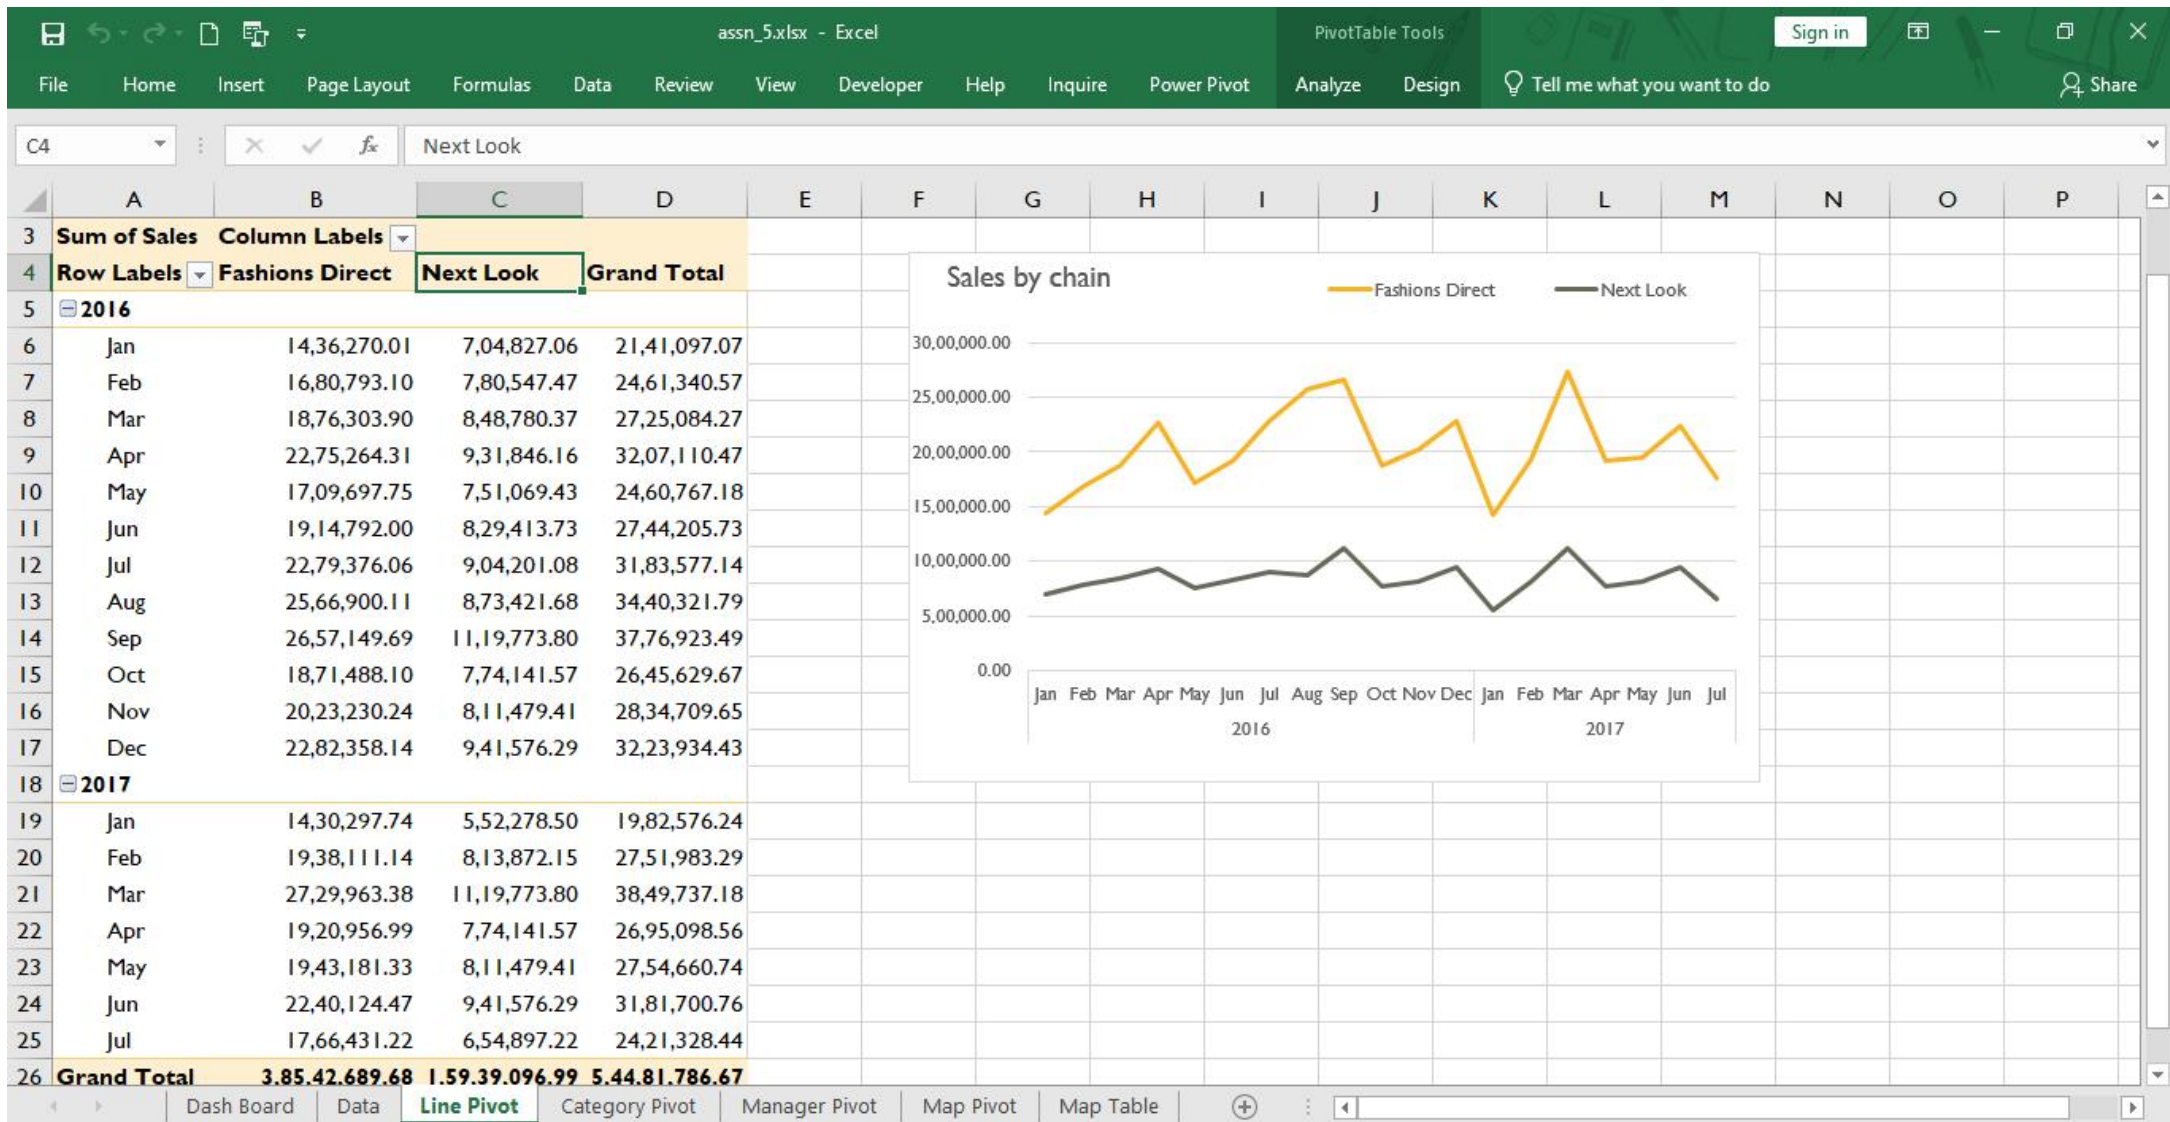 assn_5.xlsx - Excel
PivotTable Tools
Sign in
File Home Insert Page Layout Formulas Data Review View Developer Help Inquire Power Pivot Analyze Design Tell me what you want to do Share
C4 fx Next Look
A B C D E F G H I J K L M N O P
3 Sum of Sales Column Labels
4 Row Labels Fashions Direct Next Look Grand Total
5 2016
6 Jan 14,36,270.01 7,04,827.06 21,41,097.07
7 Feb 16,80,793.10 7,80,547.47 24,61,340.57
8 Mar 18,76,303.90 8,48,780.37 27,25,084.27
9 Apr 22,75,264.31 9,31,846.16 32,07,110.47
10 May 17,09,697.75 7,51,069.43 24,60,767.18
11 Jun 19,14,792.00 8,29,413.73 27,44,205.73
12 Jul 22,79,376.06 9,04,201.08 31,83,577.14
13 Aug 25,66,900.11 8,73,421.68 34,40,321.79
14 Sep 26,57,149.69 11,19,773.80 37,76,923.49
15 Oct 18,71,488.10 7,74,141.57 26,45,629.67
16 Nov 20,23,230.24 8,11,479.41 28,34,709.65
17 Dec 22,82,358.14 9,41,576.29 32,23,934.43
18 2017
19 Jan 14,30,297.74 5,52,278.50 19,82,576.24
20 Feb 19,38,111.14 8,13,872.15 27,51,983.29
21 Mar 27,29,963.38 11,19,773.80 38,49,737.18
22 Apr 19,20,956.99 7,74,141.57 26,95,098.56
23 May 19,43,181.33 8,11,479.41 27,54,660.74
24 Jun 22,40,124.47 9,41,576.29 31,81,700.76
25 Jul 17,66,431.22 6,54,897.22 24,21,328.44
26 Grand Total 3,85,42,689.68 1,59,39,096.99 5,44,81,786.67
Sales by chain
Fashions Direct Next Look
30,00,000.00
25,00,000.00
20,00,000.00
15,00,000.00
10,00,000.00
5,00,000.00
0.00
Jan Feb Mar Apr May Jun Jul Aug Sep Oct Nov Dec Jan Feb Mar Apr May Jun Jul
2016 2017
Dash Board Data Line Pivot Category Pivot Manager Pivot Map Pivot Map Table